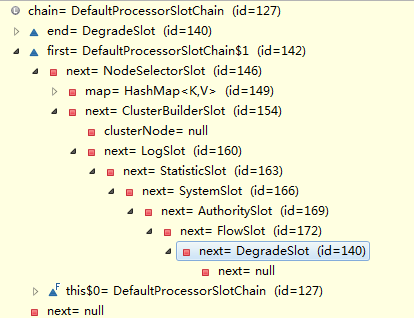 chain= DefaultProcessorSlotChain (id=127)
end= DegradeSlot (id=140)
first= DefaultProcessorSlotChain$1 (id=142)
next= NodeSelectorSlot (id=146)
map= HashMap<K,V> (id=149)
next= ClusterBuilderSlot (id=154)
clusterNode= null
next= LogSlot (id=160)
next= StatisticSlot (id=163)
next= SystemSlot (id=166)
next= AuthoritySlot (id=169)
next= FlowSlot (id=172)
next= DegradeSlot (id=140)
next= null
F this$0= DefaultProcessorSlotChain (id=127)
next= null